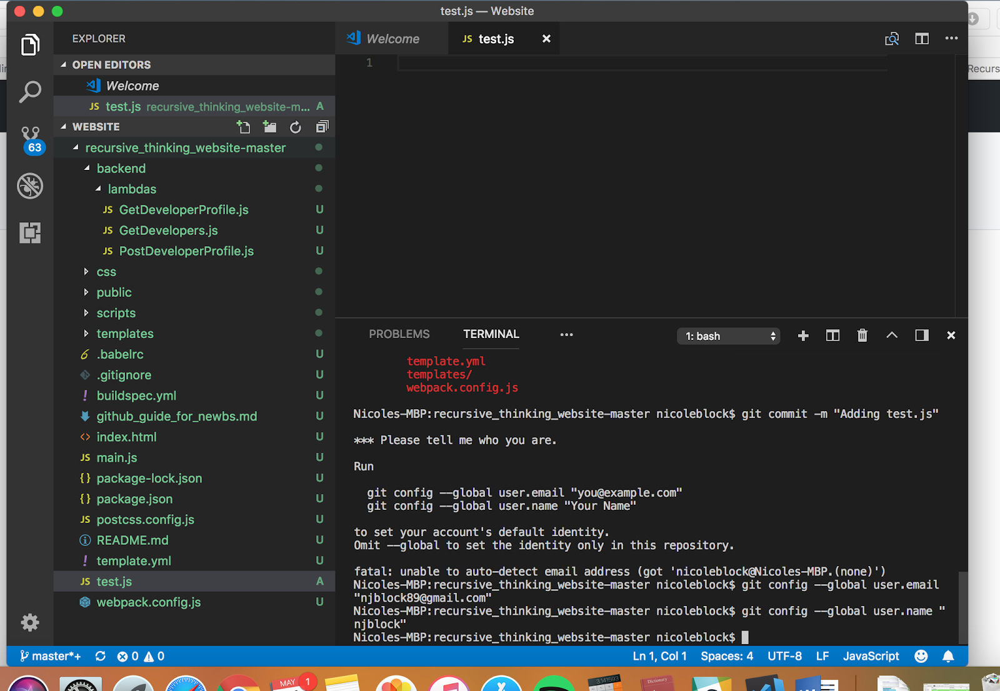 test.js — Website
EXPLORER
OPEN EDITORS
Welcome
JS test.js recursive_thinking_website-m... A
WEBSITE
63
recursive_thinking_website-master
backend
lambdas
JS GetDeveloperProfile.js U
JS GetDevelopers.js U
JS PostDeveloperProfile.js U
css
public
scripts
templates
.babelrc U
.gitignore U
! buildspec.yml U
github_guide_for_newbs.md U
<> index.html U
JS main.js U
{} package-lock.json U
{} package.json U
JS postcss.config.js U
README.md U
! template.yml U
JS test.js A
webpack.config.js U
Welcome
JS test.js
1
Recurs
PROBLEMS TERMINAL ... 1: bash
template.yml
templates/
webpack.config.js
Nicoles-MBP:recursive_thinking_website-master nicoleblock$ git commit -m "Adding test.js"
*** Please tell me who you are.
Run
git config --global user.email "you@example.com"
git config --global user.name "Your Name"
to set your account's default identity.
Omit --global to set the identity only in this repository.
fatal: unable to auto-detect email address (got 'nicoleblock@Nicoles-MBP.(none)')
Nicoles-MBP:recursive_thinking_website-master nicoleblock$ git config --global user.email
"njblock89@gmail.com"
Nicoles-MBP:recursive_thinking_website-master nicoleblock$ git config --global user.name "
njblock"
Nicoles-MBP:recursive_thinking_website-master nicoleblock$
master*+ 0 0 Ln 1, Col 1 Spaces: 4 UTF-8 LF JavaScript
MAY 1
3.141593
Dictionary